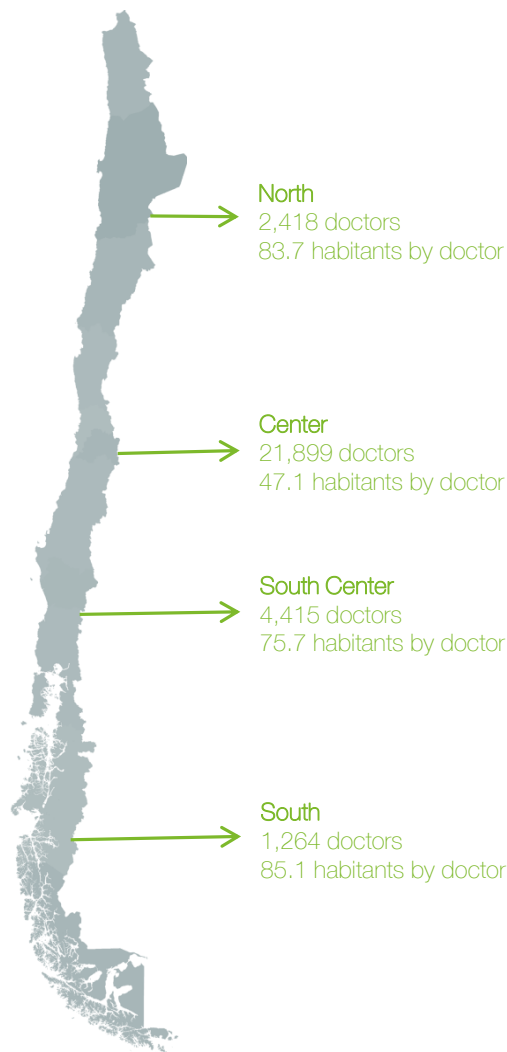 North
2,418 doctors
83.7 habitants by doctor
Center
21,899 doctors
47.1 habitants by doctor
South Center
4,415 doctors
75.7 habitants by doctor
South
1,264 doctors
85.1 habitants by doctor